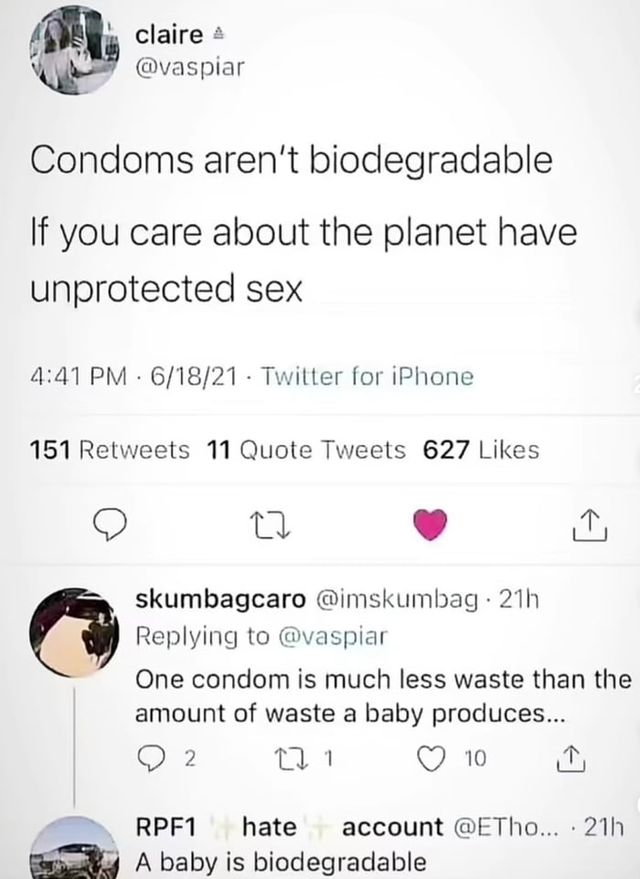 claire
@vaspiar
Condoms aren't biodegradable
If you care about the planet have
unprotected sex
4:41 PM · 6/18/21 · Twitter for iPhone
151 Retweets 11 Quote Tweets 627 Likes
skumbagcaro @imskumbag · 21h
Replying to @vaspiar
One condom is much less waste than the
amount of waste a baby produces...
2 1 10
RPF1 ✨ hate ✨ account @ETho... · 21h
A baby is biodegradable